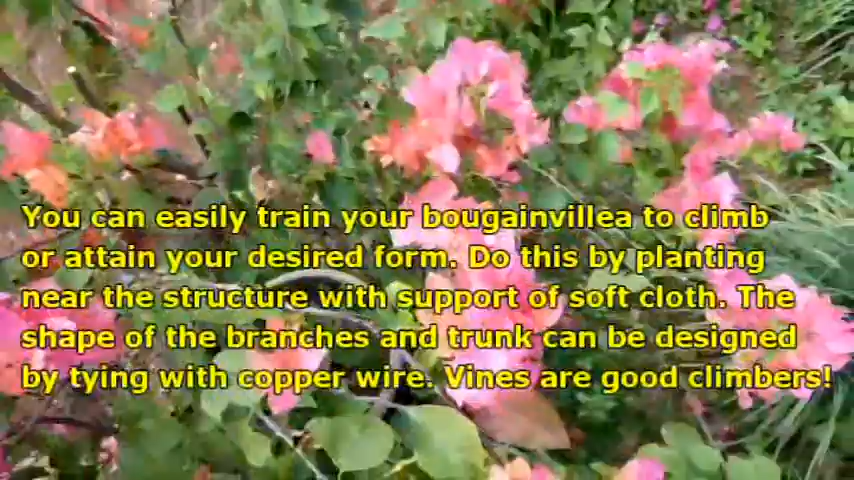 You can easily train your bougainvillea to climb
or attain your desired form. Do this by planting
near the structure with support of soft cloth. The
shape of the branches and trunk can be designed
by tying with copper wire. Vines are good climbers!